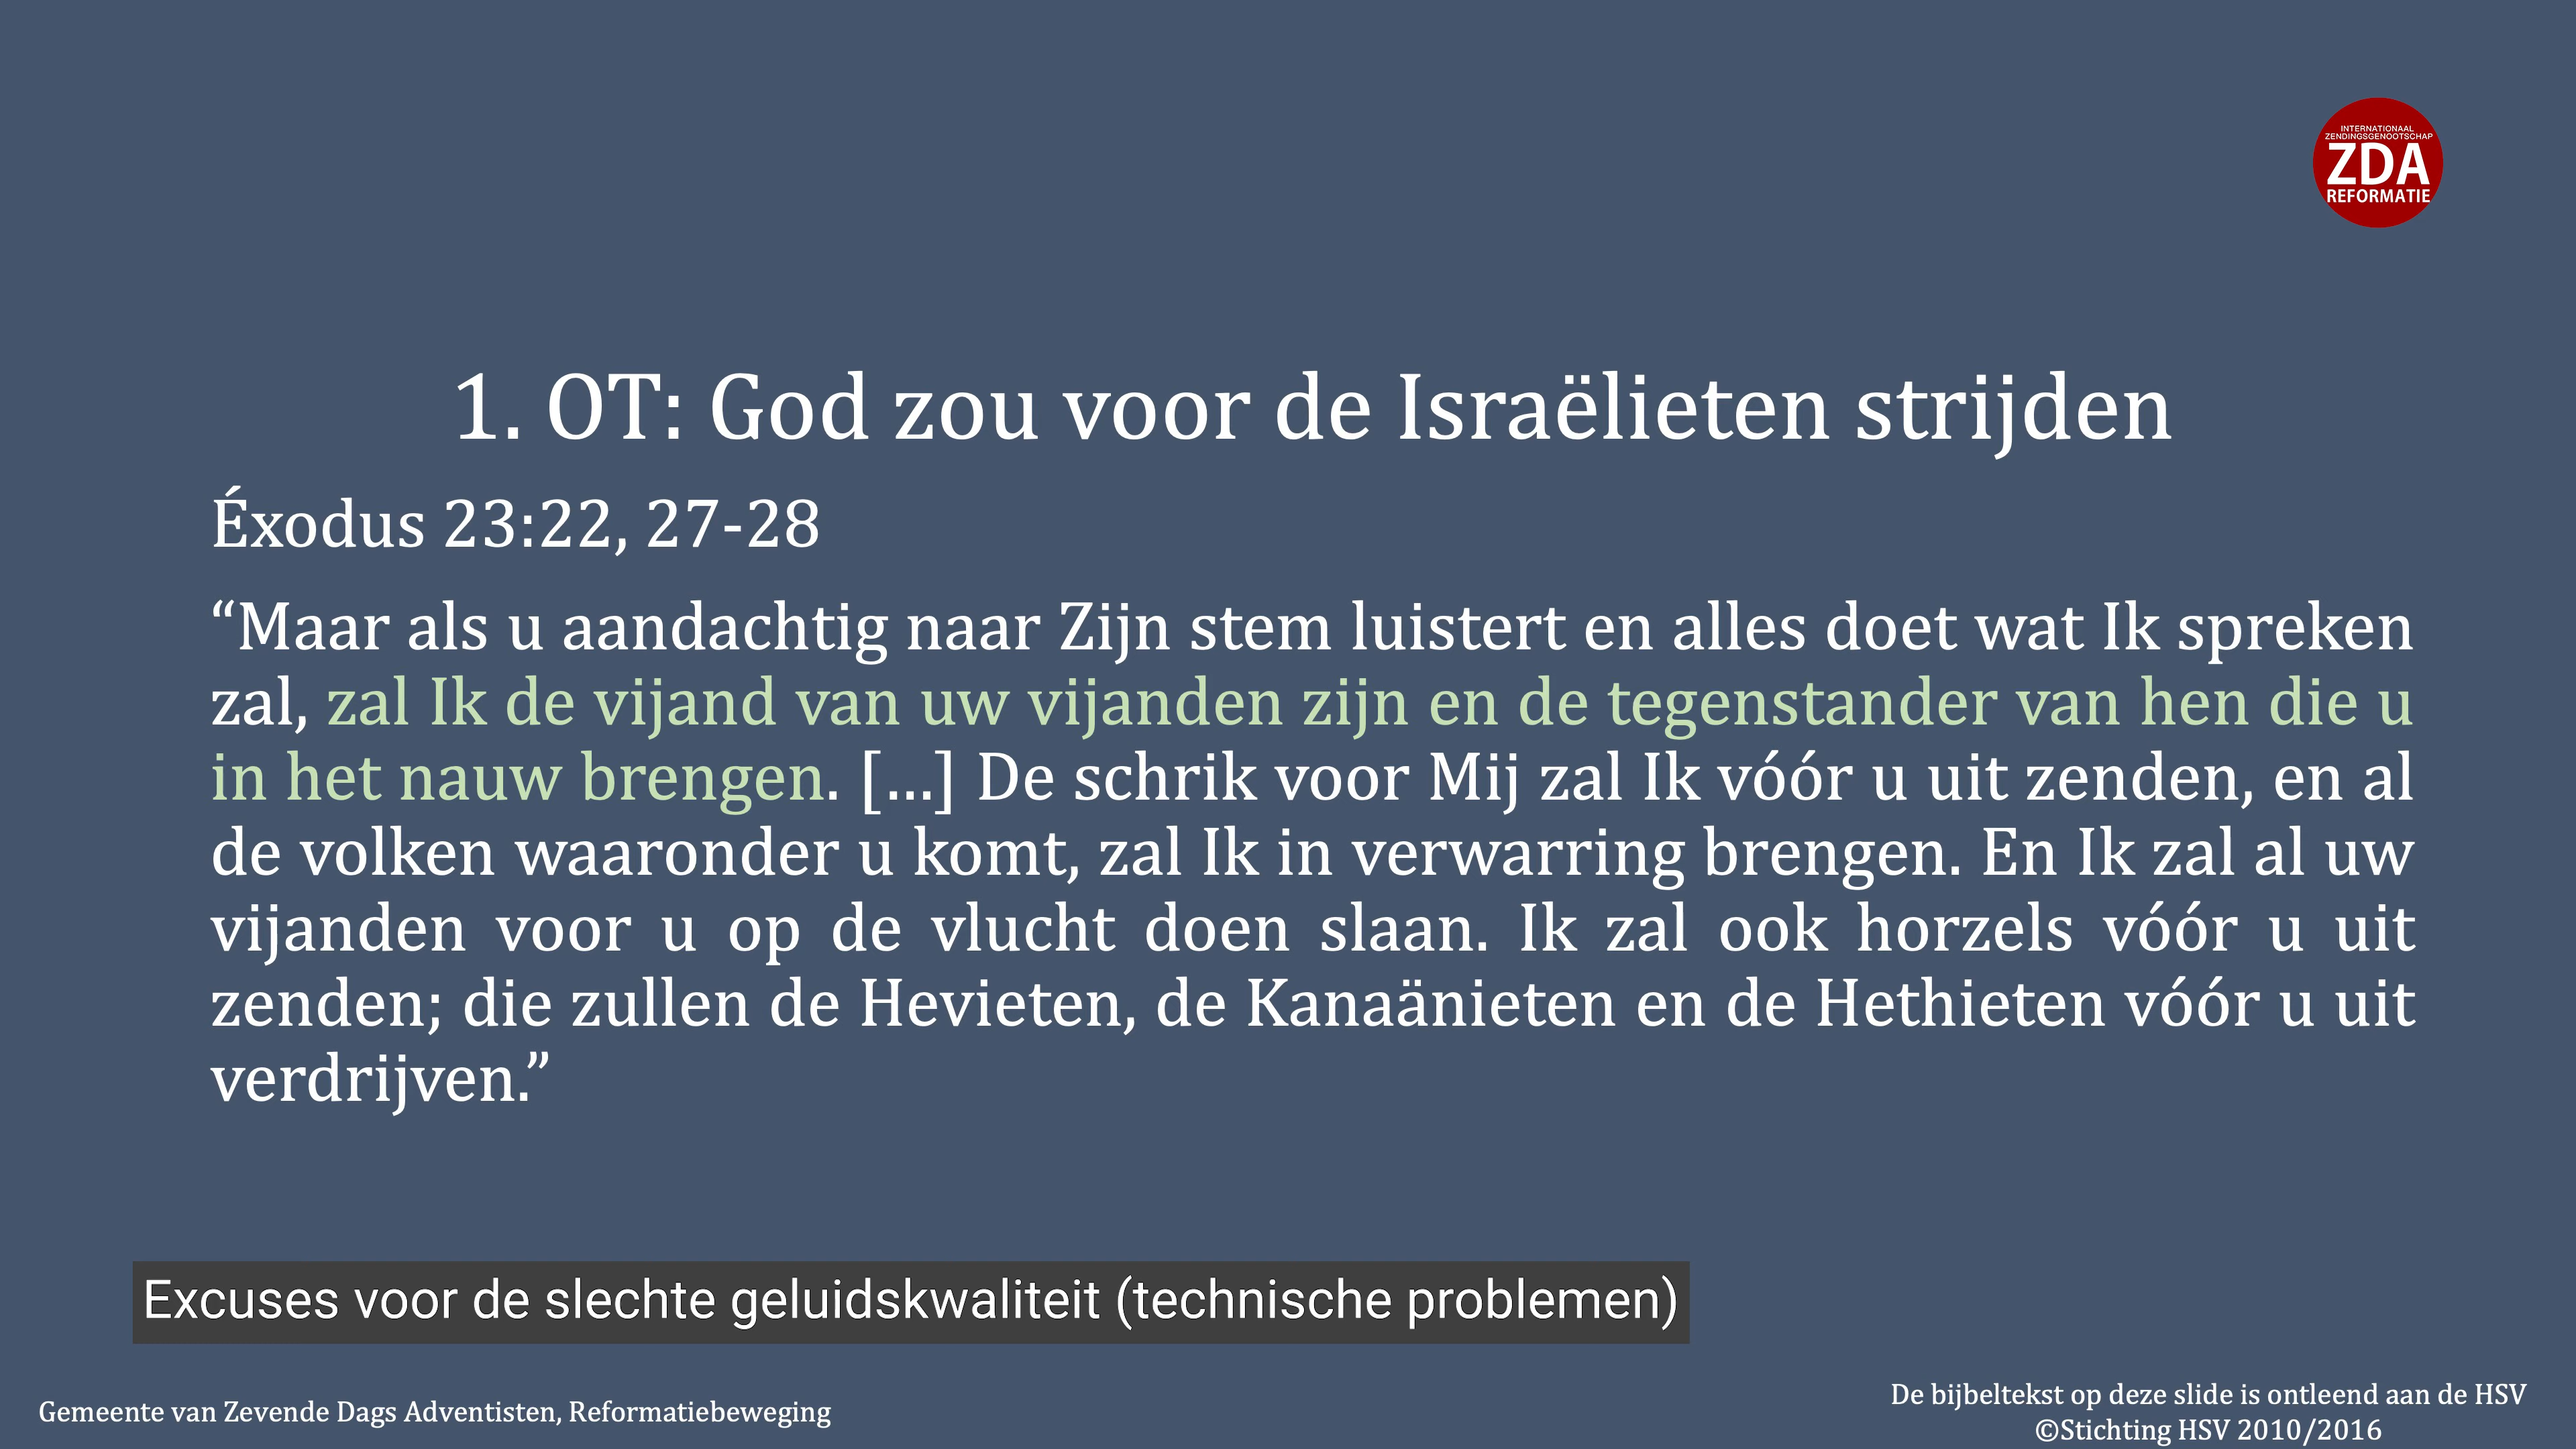 INTERNATIONAAL
ZENDINGSGENOOTSCHAP
ZDA
REFORMATIE
1. OT: God zou voor de Israëlieten strijden
Éxodus 23:22, 27-28
“Maar als u aandachtig naar Zijn stem luistert en alles doet wat Ik spreken
zal, zal Ik de vijand van uw vijanden zijn en de tegenstander van hen die u
in het nauw brengen. […] De schrik voor Mij zal Ik vóór u uit zenden, en al
de volken waaronder u komt, zal Ik in verwarring brengen. En Ik zal al uw
vijanden voor u op de vlucht doen slaan. Ik zal ook horzels vóór u uit
zenden; die zullen de Hevieten, de Kanaänieten en de Hethieten vóór u uit
verdrijven.”
Excuses voor de slechte geluidskwaliteit (technische problemen)
Gemeente van Zevende Dags Adventisten, Reformatiebeweging
De bijbeltekst op deze slide is ontleend aan de HSV
©Stichting HSV 2010/2016